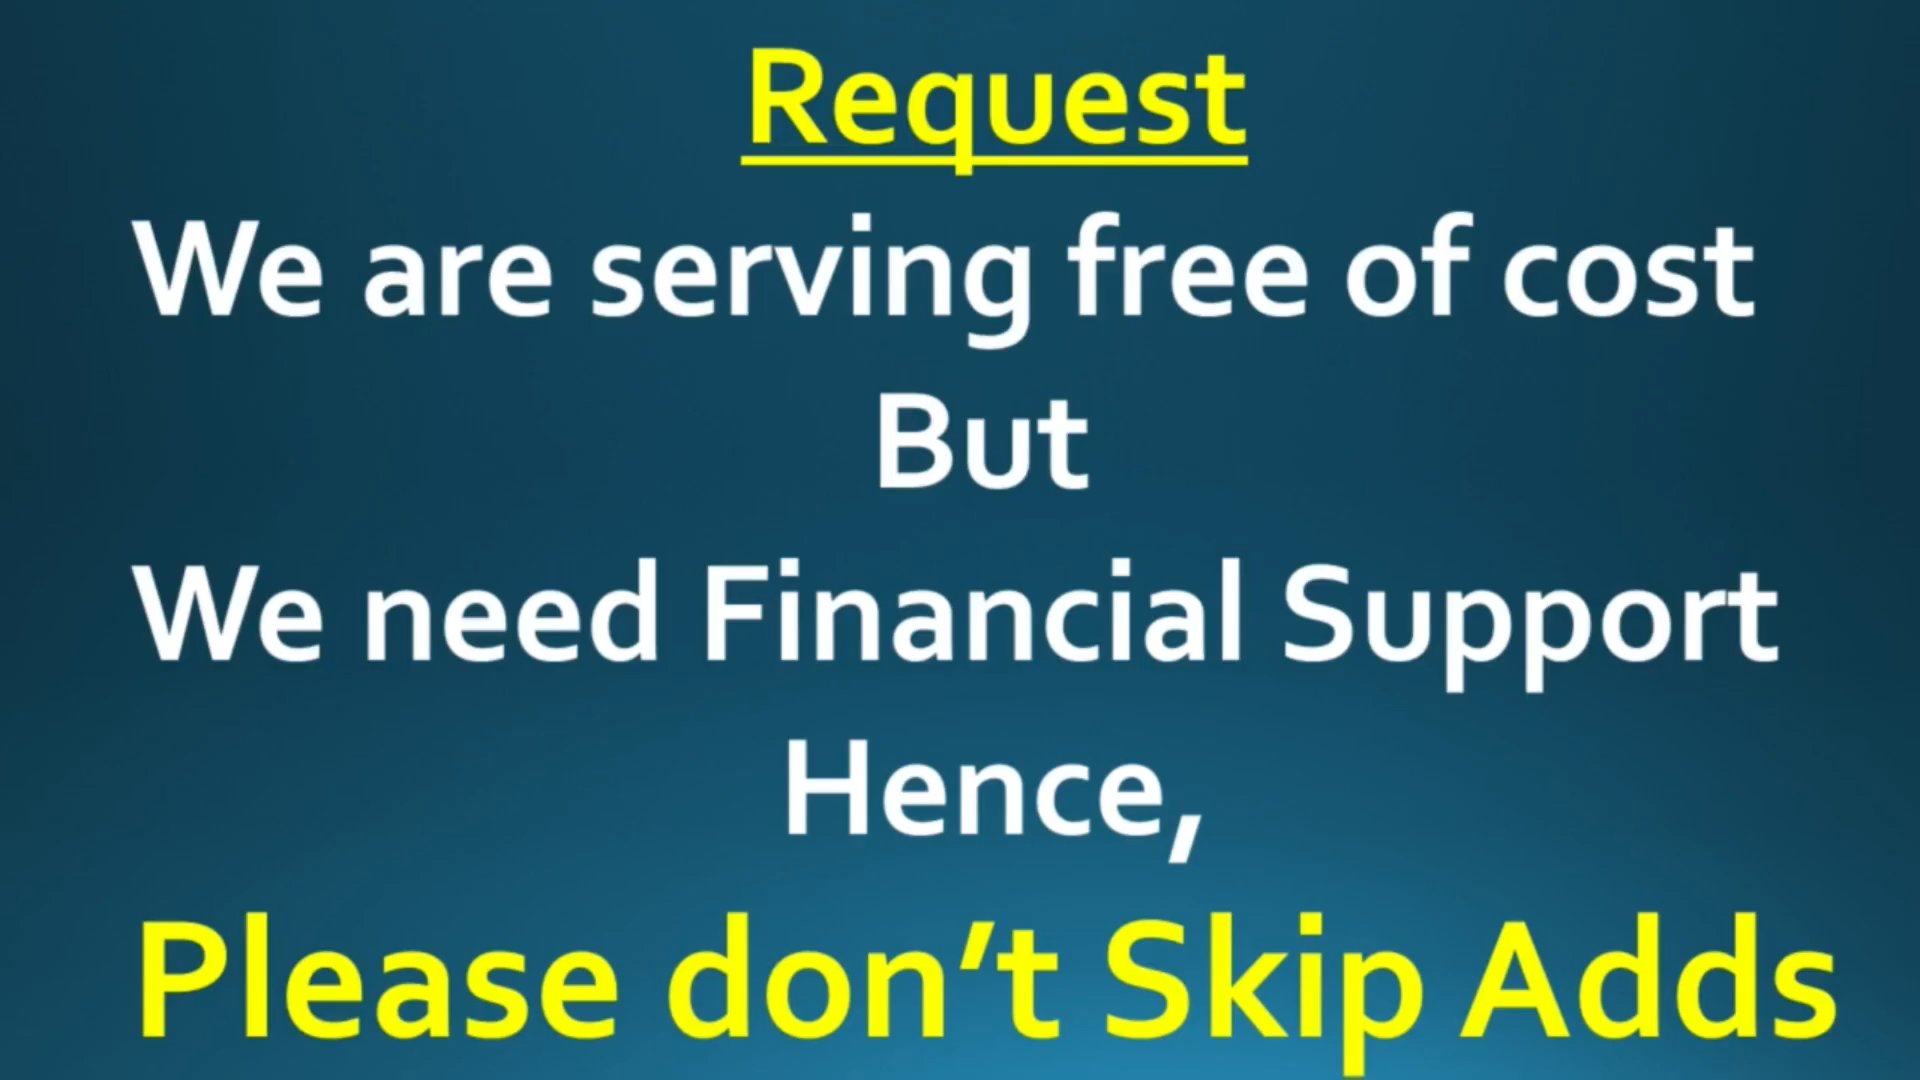 Request
We are serving free of cost
But
We need Financial Support
Hence,
Please don’t Skip Adds